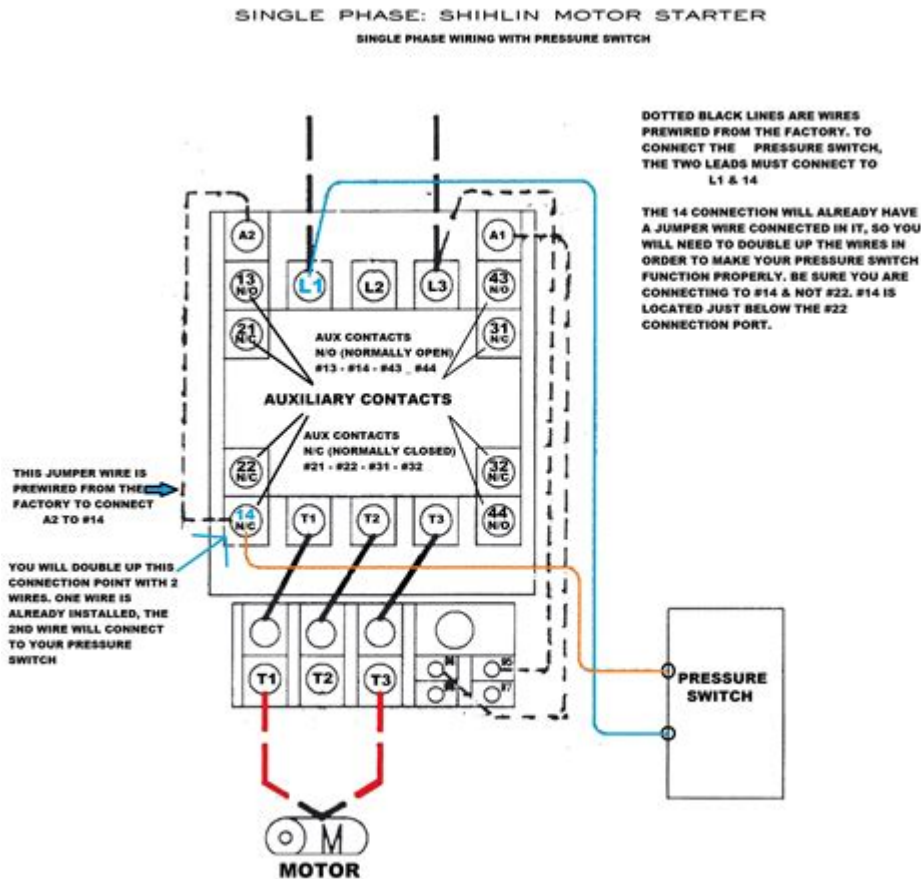 SINGLE PHASE: SHIHLIN MOTOR STARTER
SINGLE PHASE WIRING WITH PRESSURE SWITCH
DOTTED BLACK LINES ARE WIRES
PREWIRED FROM THE FACTORY. TO
CONNECT THE PRESSURE SWITCH,
THE TWO LEADS MUST CONNECT TO
L1 & 14
THE 14 CONNECTION WILL ALREADY HAVE
A JUMPER WIRE CONNECTED IN IT, SO YOU
WILL NEED TO DOUBLE UP THE WIRES IN
ORDER TO MAKE YOUR PRESSURE SWITCH
FUNCTION PROPERLY. BE SURE YOU ARE
CONNECTING TO #14 & NOT #22. #14 IS
LOCATED JUST BELOW THE #22
CONNECTION PORT.
A2
A1
13
N/O
L1
L2
L3
43
N/O
21
N/C
31
N/C
AUX CONTACTS
N/O (NORMALLY OPEN)
#13 - #14 - #43 _ #44
AUXILIARY CONTACTS
AUX CONTACTS
N/C (NORMALLY CLOSED)
#21 - #22 - #31 - #32
22
N/C
32
N/C
14
N/C
T1
T2
T3
44
N/O
THIS JUMPER WIRE IS
PREWIRED FROM THE
FACTORY TO CONNECT
A2 TO #14
YOU WILL DOUBLE UP THIS
CONNECTION POINT WITH 2
WIRES. ONE WIRE IS
ALREADY INSTALLED, THE
2ND WIRE WILL CONNECT
TO YOUR PRESSURE
SWITCH
T1
T2
T3
PRESSURE
SWITCH
M
MOTOR